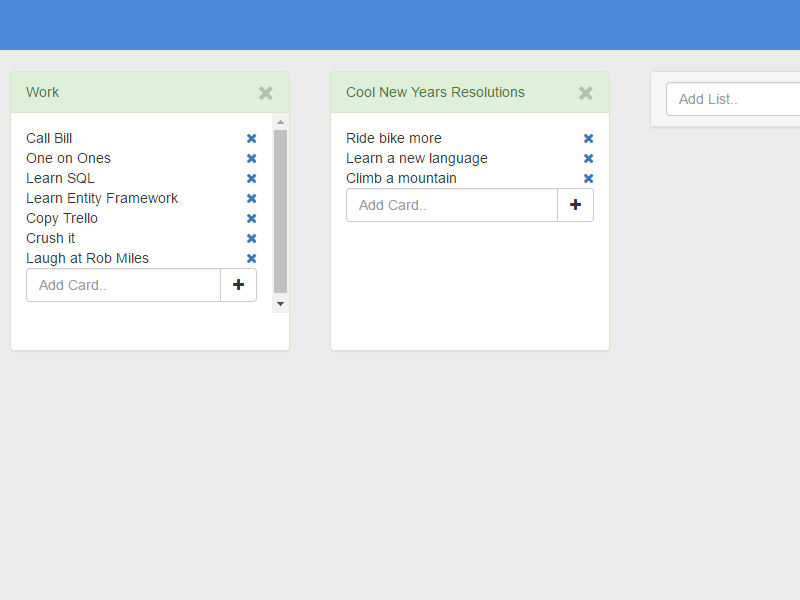 Work
Call Bill
One on Ones
Learn SQL
Learn Entity Framework
Copy Trello
Crush it
Laugh at Rob Miles
Add Card..
Cool New Years Resolutions
Ride bike more
Learn a new language
Climb a mountain
Add Card..
Add List..